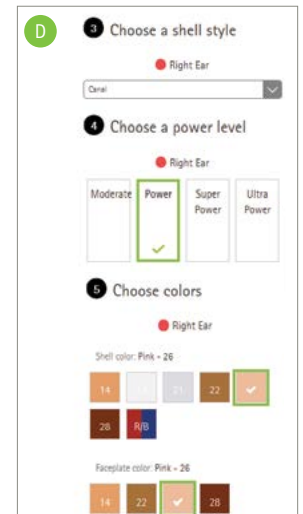 D
3 Choose a shell style
Right Ear
Canal
4 Choose a power level
Right Ear
Moderate Power Super Power Ultra Power
5 Choose colors
Right Ear
Shell color: Pink - 26
14 21 22
28 R/B
Faceplate color: Pink - 26
14 22 28